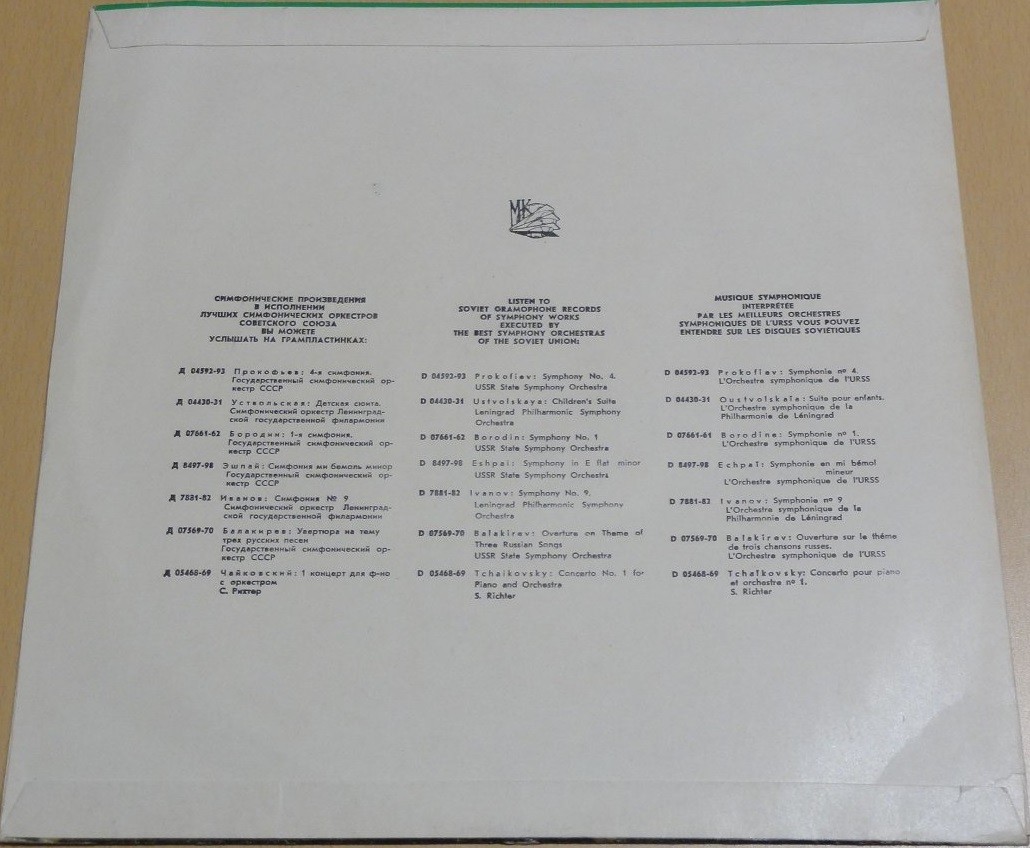 МК
СИМФОНИЧЕСКИЕ ПРОИЗВЕДЕНИЯ
В ИСПОЛНЕНИИ
ЛУЧШИХ СИМФОНИЧЕСКИХ ОРКЕСТРОВ
СОВЕТСКОГО СОЮЗА
ВЫ МОЖЕТЕ
УСЛЫШАТЬ НА ГРАМПЛАСТИНКАХ:
Д 04592-93 Прокофьев: 4-я симфония.
Государственный симфонический ор-
кестр СССР
Д 04430-31 Уствольская: Детская сюита.
Симфонический оркестр Ленинград-
ской государственной филармонии
Д 07661-62 Бородин: 1-я симфония.
Государственный симфонический ор-
кестр СССР
Д 8497-98 Эшпай: Симфония ми бемоль минор
Государственный симфонический ор-
кестр СССР
Д 7881-82 Иванов: Симфония № 9
Симфонический оркестр Ленинград-
ской государственной филармонии
Д 07569-70 Балакирев: Увертюра на тему
трех русских песен
Государственный симфонический ор-
кестр СССР
Д 05468-69 Чайковский: 1 концерт для ф-но
с оркестром
С. Рихтер
LISTEN TO
SOVIET GRAMOPHONE RECORDS
OF SYMPHONY WORKS
EXECUTED BY
THE BEST SYMPHONY ORCHESTRAS
OF THE SOVIET UNION:
D 04592-93 Prokofiev: Symphony No. 4.
USSR State Symphony Orchestra
D 04430-31 Ustvolskaya: Children's Suite
Leningrad Philharmonic Symphony
Orchestra
D 07661-62 Borodin: Symphony No. 1
USSR State Symphony Orchestra
D 8497-98 Eshpai: Symphony in E flat minor
USSR State Symphony Orchestra
D 7881-82 Ivanov: Symphony No. 9.
Leningrad Philharmonic Symphony
Orchestra
D 07569-70 Balakirev: Overture on Theme of
Three Russian Songs
USSR State Symphony Orchestra
D 05468-69 Tchaikovsky: Concerto No. 1 for
Piano and Orchestra
S. Richter
MUSIQUE SYMPHONIQUE
INTERPRÉTÉE
PAR LES MEILLEURS ORCHESTRES
SYMPHONIQUES DE L'URSS VOUS POUVEZ
ENTENDRE SUR LES DISQUES SOVIÉTIQUES
D 04592-93 Prokofiev: Symphonie nº 4.
L'Orchestre symphonique de l'URSS
D 04430-31 Oustvolskaïa: Suite pour enfants.
L'Orchestre symphonique de la
Philharmonie de Léningrad
D 07661-61 Borodine: Symphonie nº 1.
L'Orchestre symphonique de l'URSS
D 8497-98 Echpaï: Symphonie en mi bémol
mineur
L'Orchestre symphonique de l'URSS
D 7881-82 Ivanov: Symphonie nº 9
L'Orchestre symphonique de la
Philharmonie de Léningrad
D 07569-70 Balakirev: Ouverture sur le thème
de trois chansons russes.
L'Orchestre symphonique de l'URSS
D 05468-69 Tchaïkovsky: Concerto pour piano
et orchestre nº 1.
S. Richter